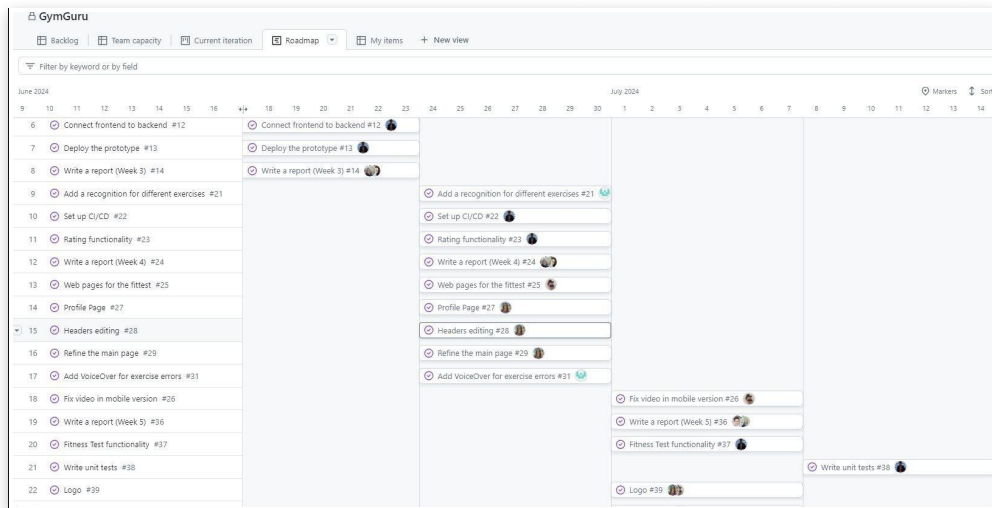 GymGuru
Backlog Team capacity Current iteration Roadmap My items + New view
Filter by keyword or by field
June 2024 July 2024 Markers Sort
9 10 11 12 13 14 15 16 18 19 20 21 22 23 24 25 26 27 28 29 30 1 2 3 4 5 6 7 8 9 10 11 12 13 14
6 Connect frontend to backend #12 Connect frontend to backend #12
7 Deploy the prototype #13 Deploy the prototype #13
8 Write a report (Week 3) #14 Write a report (Week 3) #14
9 Add a recognition for different exercises #21 Add a recognition for different exercises #21
10 Set up CI/CD #22 Set up CI/CD #22
11 Rating functionality #23 Rating functionality #23
12 Write a report (Week 4) #24 Write a report (Week 4) #24
13 Web pages for the fittest #25 Web pages for the fittest #25
14 Profile Page #27 Profile Page #27
15 Headers editing #28 Headers editing #28
16 Refine the main page #29 Refine the main page #29
17 Add VoiceOver for exercise errors #31 Add VoiceOver for exercise errors #31
18 Fix video in mobile version #26 Fix video in mobile version #26
19 Write a report (Week 5) #36 Write a report (Week 5) #36
20 Fitness Test functionality #37 Fitness Test functionality #37
21 Write unit tests #38 Write unit tests #38
22 Logo #39 Logo #39